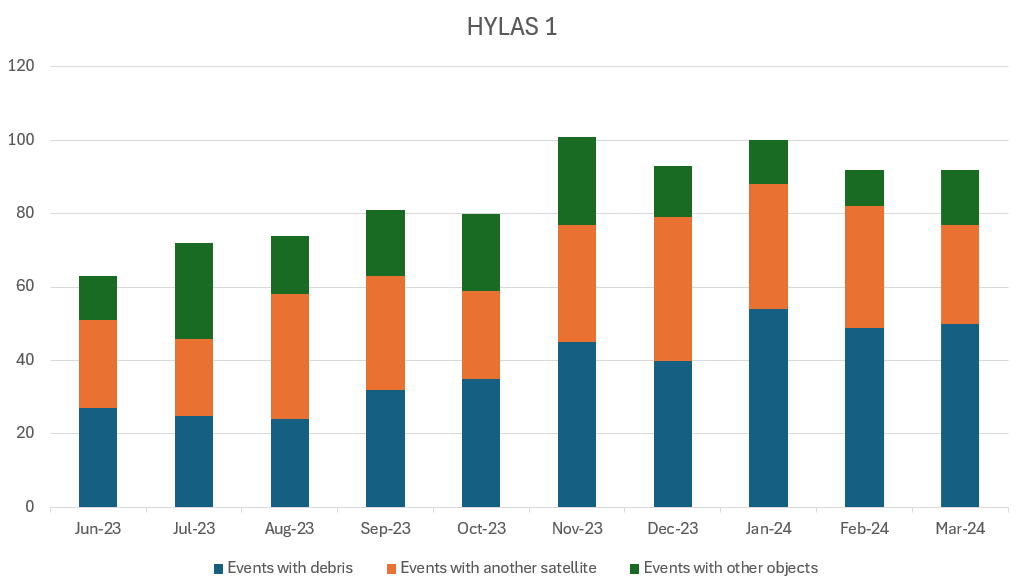 HYLAS 1
120
100
80
60
40
20
0
Jun-23 Jul-23 Aug-23 Sep-23 Oct-23 Nov-23 Dec-23 Jan-24 Feb-24 Mar-24
Events with debris Events with another satellite Events with other objects